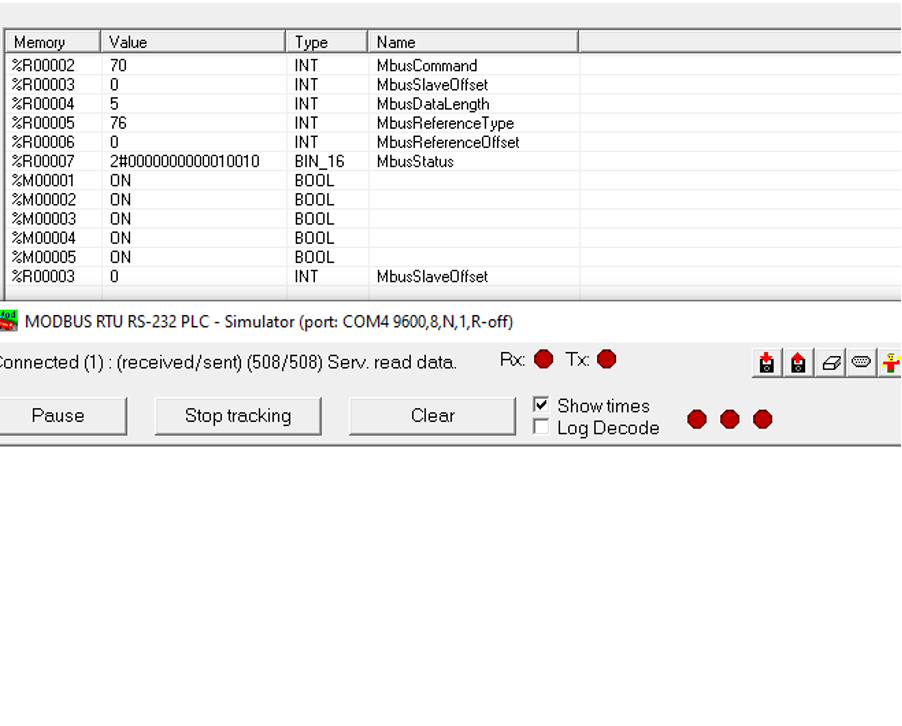 Memory Value Type Name
%R00002 70 INT MbusCommand
%R00003 0 INT MbusSlaveOffset
%R00004 5 INT MbusDataLength
%R00005 76 INT MbusReferenceType
%R00006 0 INT MbusReferenceOffset
%R00007 2#0000000000010010 BIN_16 MbusStatus
%M00001 ON BOOL
%M00002 ON BOOL
%M00003 ON BOOL
%M00004 ON BOOL
%M00005 ON BOOL
%R00003 0 INT MbusSlaveOffset
MODBUS RTU RS-232 PLC - Simulator (port: COM4 9600,8,N,1,R-off)
Connected (1) : (received/sent) (508/508) Serv. read data. Rx: Tx:
Pause Stop tracking Clear Show times
Log Decode